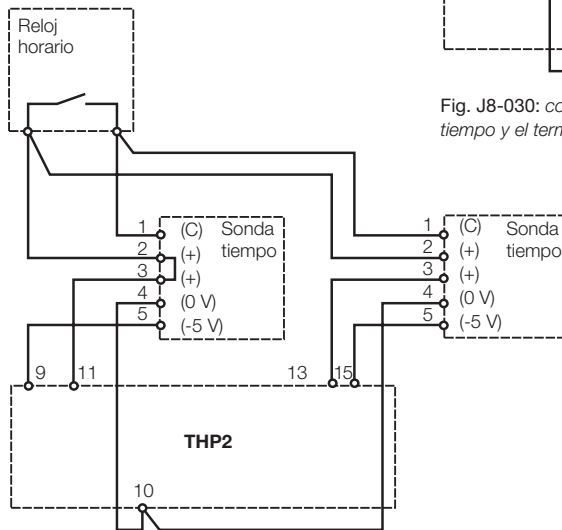 Reloj
horario
Fig. J8-030: co
tiempo y el tern
1 (C) Sonda
2 (+) tiempo
3 (+)
4 (0 V)
5 (-5 V)
1 (C) Sonda
2 (+) tiempo
3 (+)
4 (0 V)
5 (-5 V)
9 11 13 15
THP2
10